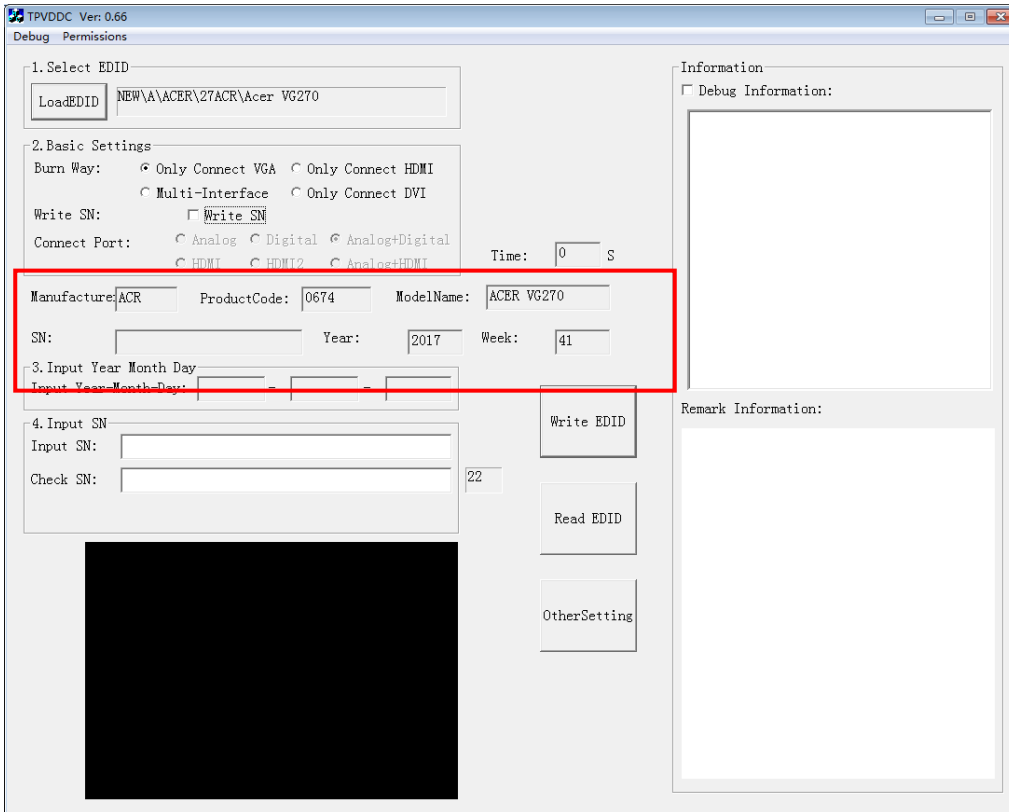 TPVDDC Ver: 0.66
Debug Permissions
1.Select EDID
LoadEDID NEW\A\ACER\27ACR\Acer VG270
2.Basic Settings
Burn Way: Only Connect VGA Only Connect HDMI
Multi-Interface Only Connect DVI
Write SN: Write SN
Connect Port: Analog Digital Analog+Digital
HDMI HDMI2 Analog+HDMI
Time: 0 S
Manufacture: ACR ProductCode: 0674 ModelName: ACER VG270
SN: Year: 2017 Week: 41
3.Input Year Month Day
Input Year-Month-Day: - -
4.Input SN
Input SN:
Check SN: 22
Write EDID
Read EDID
OtherSetting
Information
Debug Information:
Remark Information: